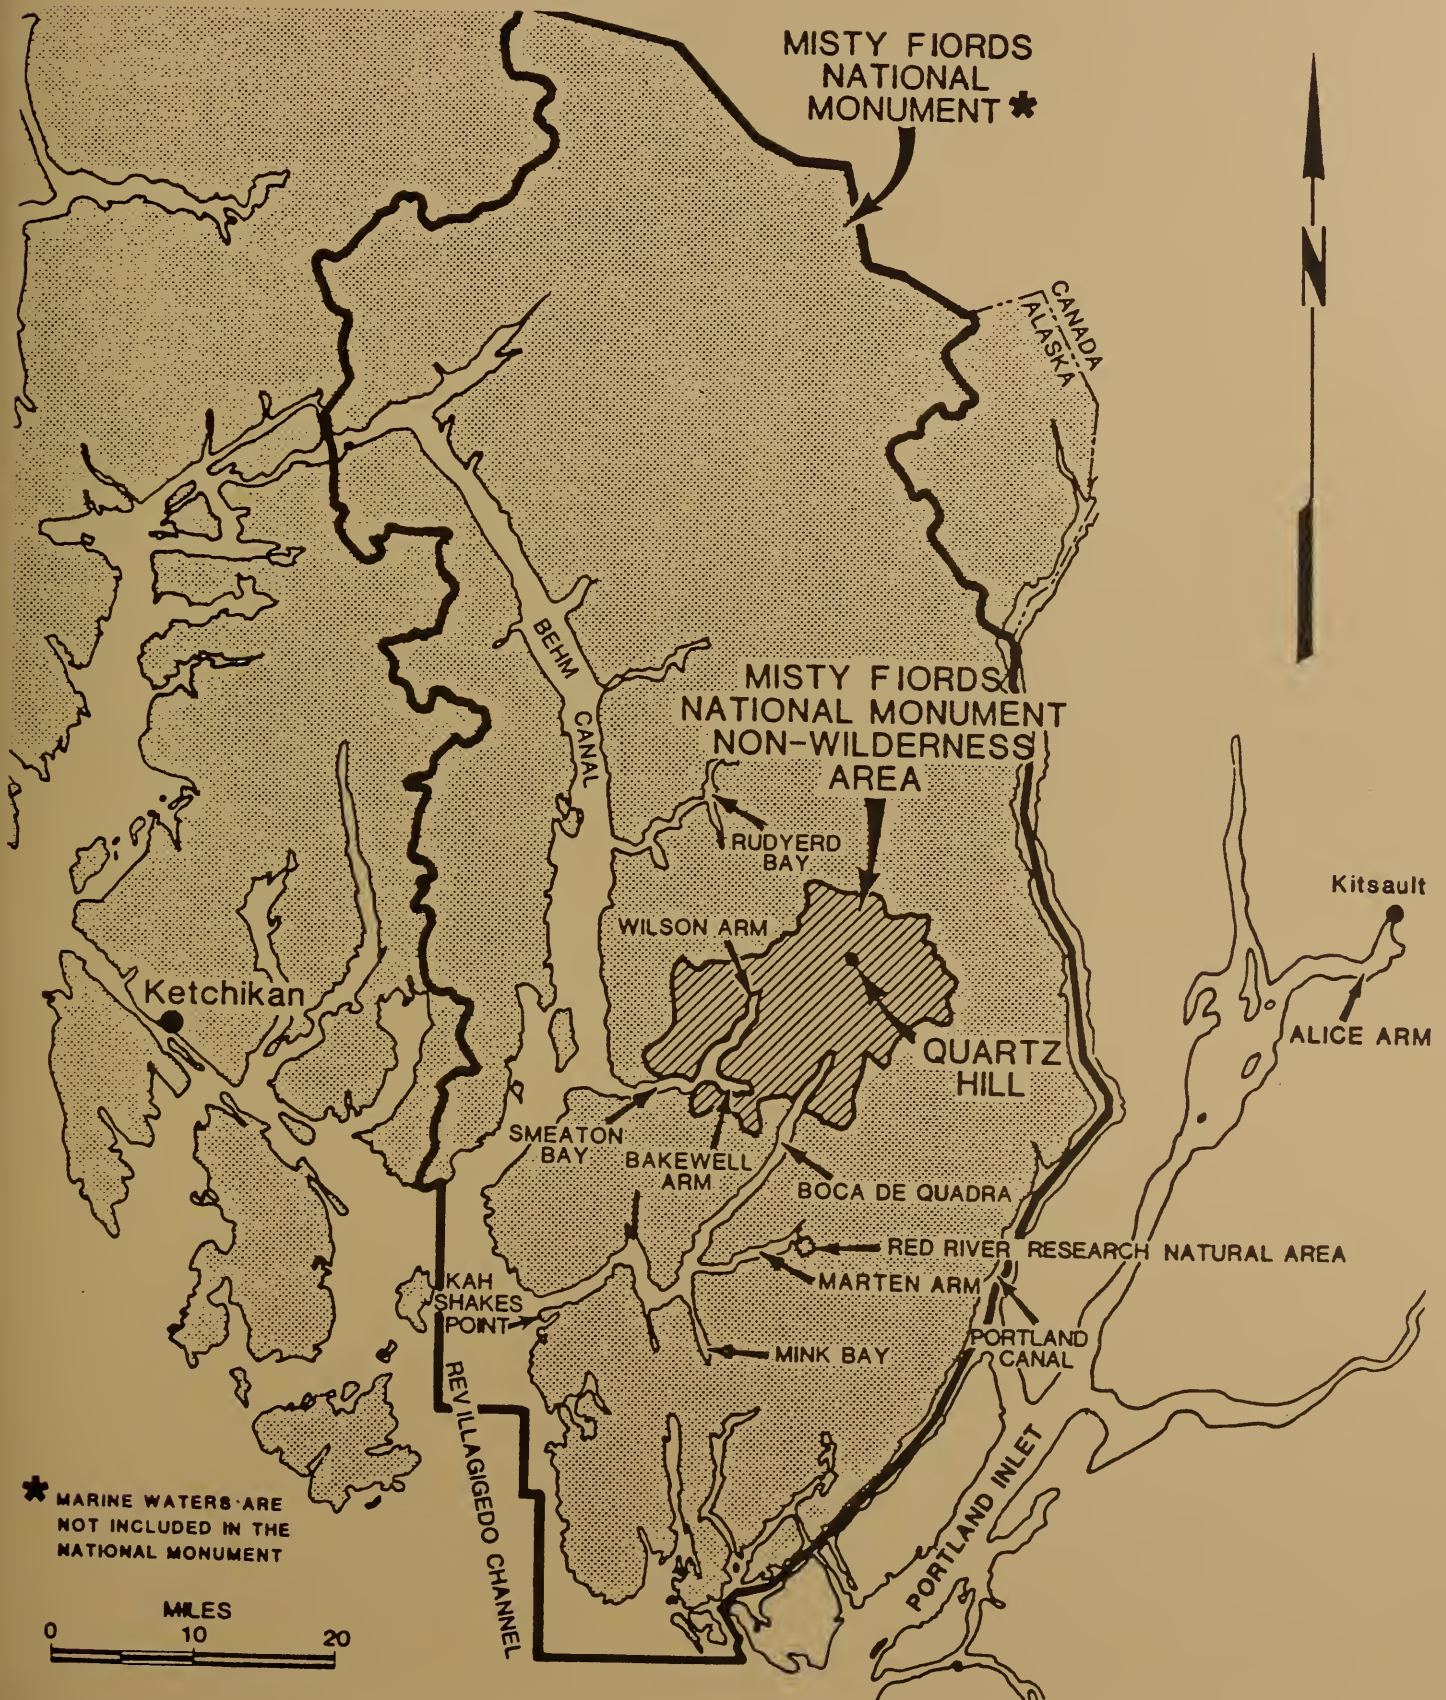 MISTY FIORDS
NATIONAL
MONUMENT *
N
CANADA
ALASKA
BEHM
CANAL
MISTY FIORDS
NATIONAL MONUMENT
NON-WILDERNESS
AREA
RUDYERD
BAY
WILSON ARM
Kitsault
Ketchikan
ALICE ARM
QUARTZ
HILL
SMEATON
BAY
BAKEWELL
ARM
BOCA DE QUADRA
RED RIVER RESEARCH NATURAL AREA
MARTEN ARM
KAH
SHAKES
POINT
PORTLAND
CANAL
MINK BAY
REVILLAGIGEDO CHANNEL
PORTLAND INLET
* MARINE WATERS ARE
NOT INCLUDED IN THE
NATIONAL MONUMENT
MILES
0 10 20